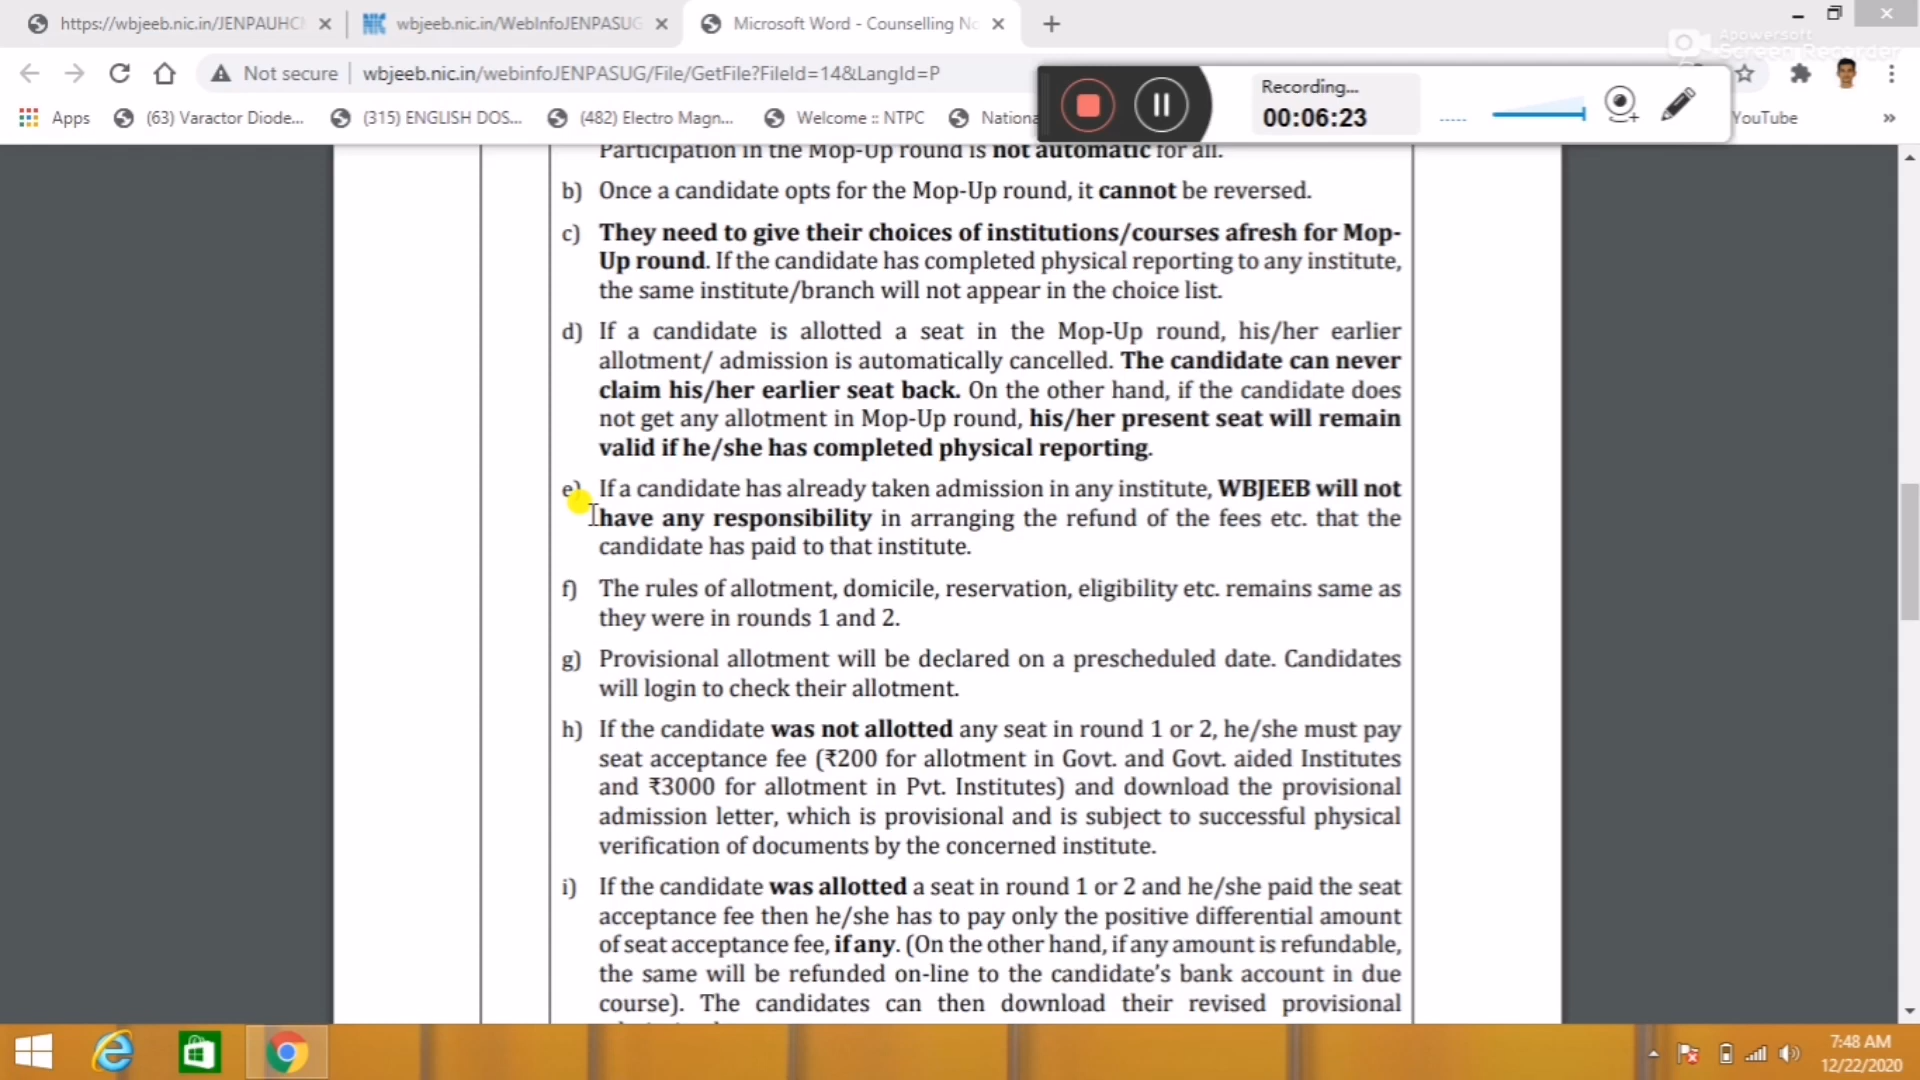 https://wbjeeb.nic.in/JENPAUHC
wbjeeb.nic.in/WebInfoJENPASUG
Microsoft Word - Counselling No
Apowersoft
Screen Recorder
Not secure
wbjeeb.nic.in/webinfoJENPASUG/File/GetFile?FileId=14&LangId=P
Recording...
00:06:23
Apps
(63) Varactor Diode...
(315) ENGLISH DOS...
(482) Electro Magn...
Welcome :: NTPC
Nationa
YouTube
»
Participation in the Mop-Up round is not automatic for all.
b) Once a candidate opts for the Mop-Up round, it cannot be reversed.
c) They need to give their choices of institutions/courses afresh for Mop-
Up round. If the candidate has completed physical reporting to any institute,
the same institute/branch will not appear in the choice list.
d) If a candidate is allotted a seat in the Mop-Up round, his/her earlier
allotment/ admission is automatically cancelled. The candidate can never
claim his/her earlier seat back. On the other hand, if the candidate does
not get any allotment in Mop-Up round, his/her present seat will remain
valid if he/she has completed physical reporting.
e) If a candidate has already taken admission in any institute, WBJEEB will not
have any responsibility in arranging the refund of the fees etc. that the
candidate has paid to that institute.
f) The rules of allotment, domicile, reservation, eligibility etc. remains same as
they were in rounds 1 and 2.
g) Provisional allotment will be declared on a prescheduled date. Candidates
will login to check their allotment.
h) If the candidate was not allotted any seat in round 1 or 2, he/she must pay
seat acceptance fee (₹200 for allotment in Govt. and Govt. aided Institutes
and ₹3000 for allotment in Pvt. Institutes) and download the provisional
admission letter, which is provisional and is subject to successful physical
verification of documents by the concerned institute.
i) If the candidate was allotted a seat in round 1 or 2 and he/she paid the seat
acceptance fee then he/she has to pay only the positive differential amount
of seat acceptance fee, if any. (On the other hand, if any amount is refundable,
the same will be refunded on-line to the candidate's bank account in due
course). The candidates can then download their revised provisional
7:48 AM
12/22/2020